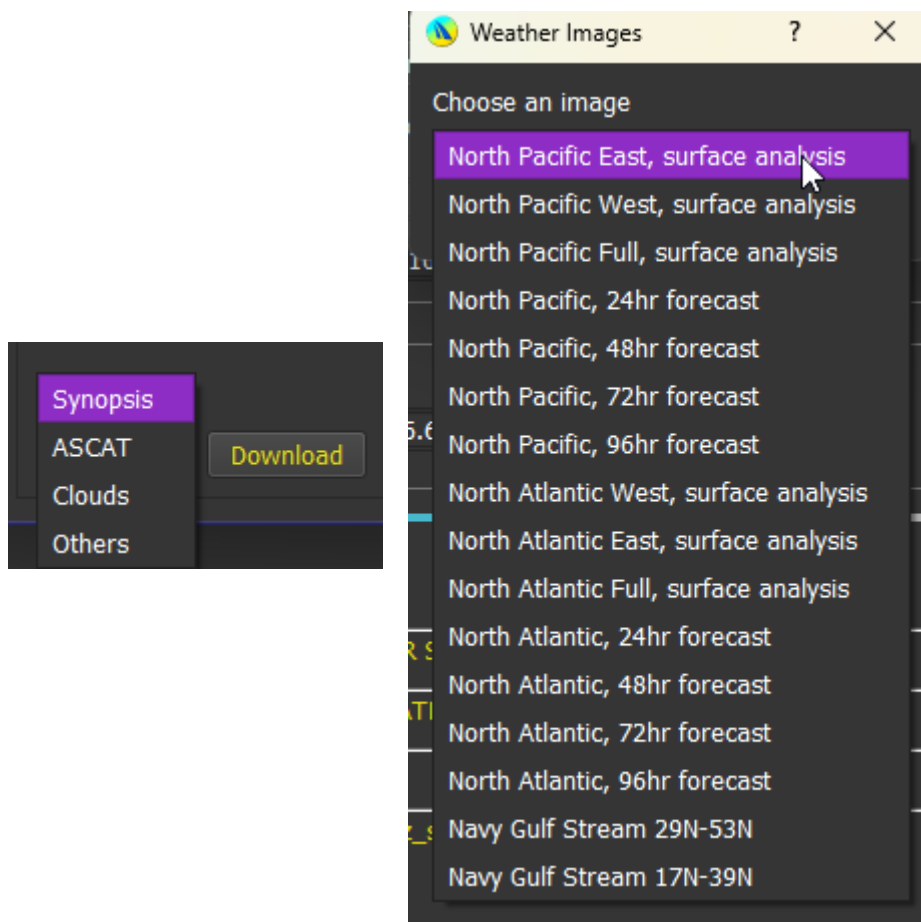 Synopsis
ASCAT
Clouds
Others
Download
Weather Images
?
Choose an image
North Pacific East, surface analysis
North Pacific West, surface analysis
North Pacific Full, surface analysis
North Pacific, 24hr forecast
North Pacific, 48hr forecast
North Pacific, 72hr forecast
North Pacific, 96hr forecast
North Atlantic West, surface analysis
North Atlantic East, surface analysis
North Atlantic Full, surface analysis
North Atlantic, 24hr forecast
North Atlantic, 48hr forecast
North Atlantic, 72hr forecast
North Atlantic, 96hr forecast
Navy Gulf Stream 29N-53N
Navy Gulf Stream 17N-39N